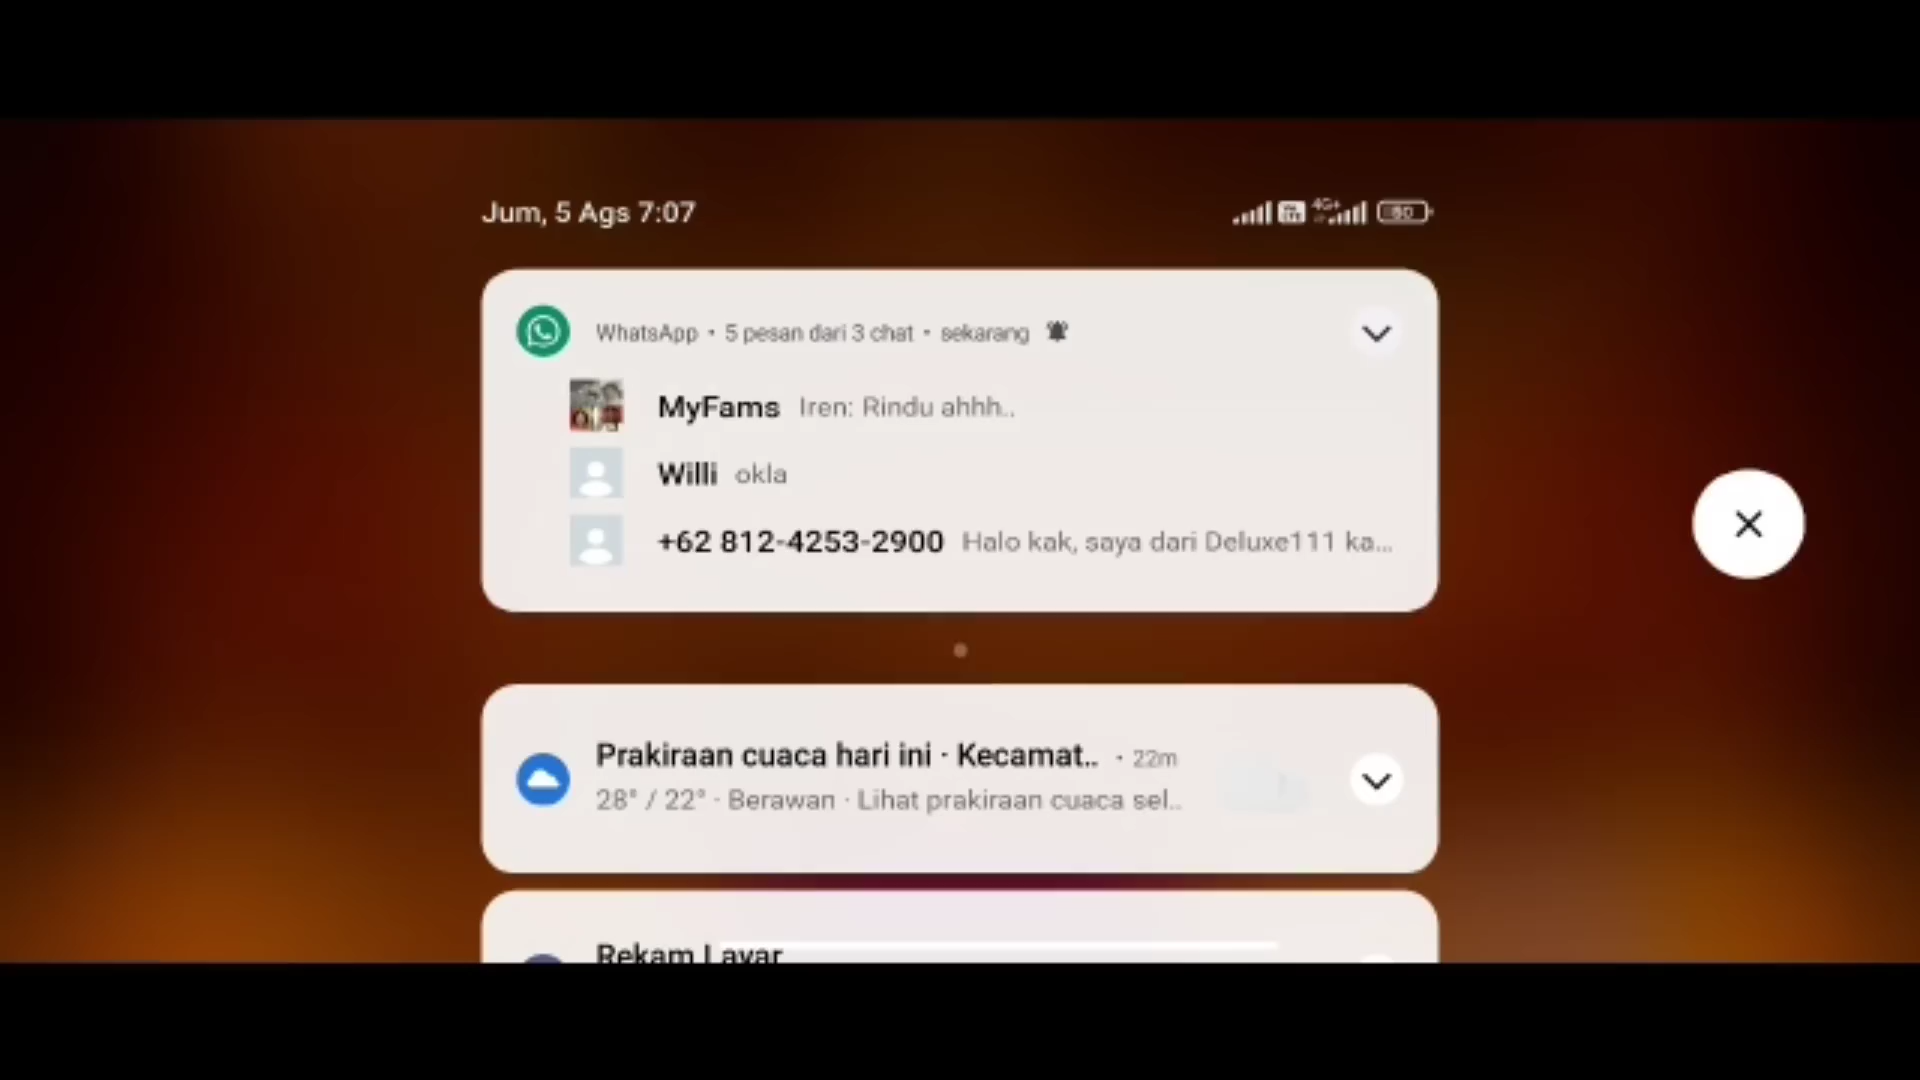 Jum, 5 Ags 7:07
4G+
80
WhatsApp • 5 pesan dari 3 chat • sekarang
MyFams Iren: Rindu ahhh..
Willi okla
+62 812-4253-2900 Halo kak, saya dari Deluxe111 ka...
Prakiraan cuaca hari ini · Kecamat.. • 22m
28° / 22° · Berawan · Lihat prakiraan cuaca sel..
Rekam Layar